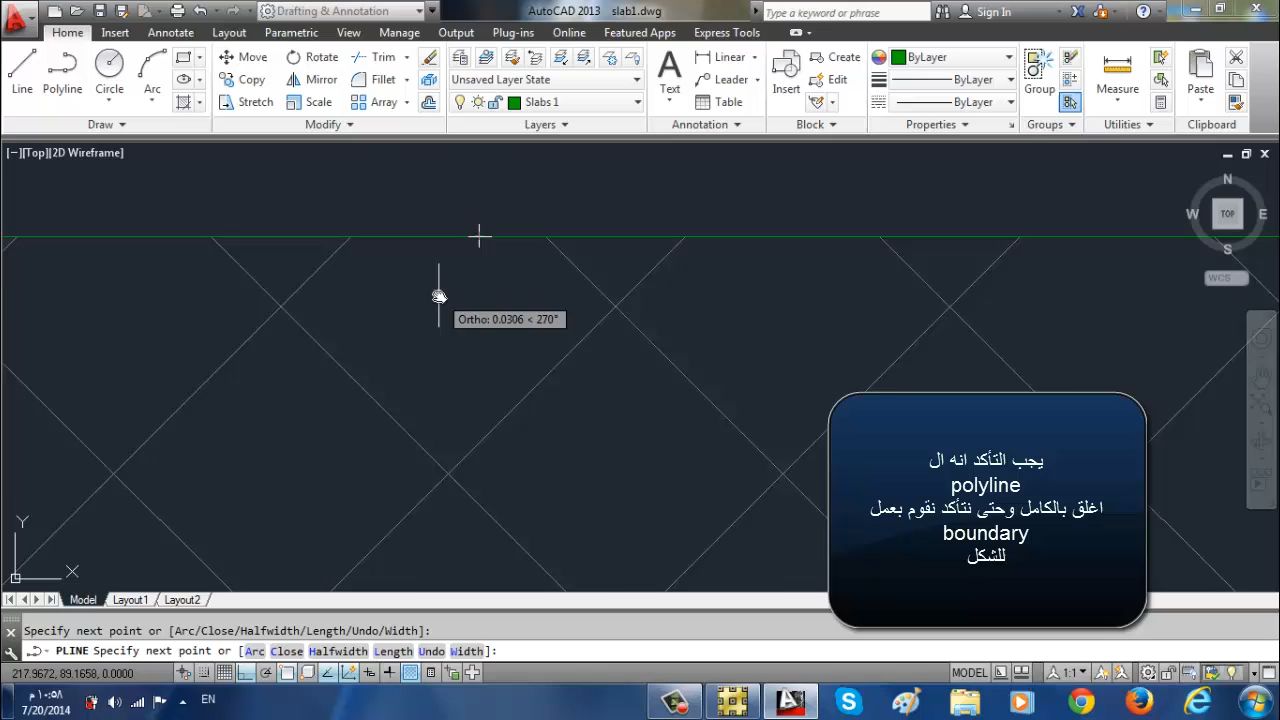 Drafting & Annotation
AutoCAD 2013 slab1.dwg
Type a keyword or phrase
Sign In
Home Insert Annotate Layout Parametric View Manage Output Plug-ins Online Featured Apps Express Tools
Line Polyline Circle Arc
Move Rotate Trim
Copy Mirror Fillet
Stretch Scale Array
Unsaved Layer State
Slabs 1
Text
Linear
Leader
Table
Insert
Create
Edit
ByLayer
ByLayer
ByLayer
Group
Measure
Paste
Draw Modify Layers Annotation Block Properties Groups Utilities Clipboard
[−][Top][2D Wireframe]
N
W TOP E
S
WCS
Ortho: 0.0306 < 270°
يجب التأكد انه ال
polyline
اغلق بالكامل وحتى نتأكد نقوم بعمل
boundary
للشكل
Y
X
Model Layout1 Layout2
Specify next point or [Arc/Close/Halfwidth/Length/Undo/Width]:
PLINE Specify next point or [Arc Close Halfwidth Length Undo Width]:
217.9672, 89.1658, 0.0000
MODEL
1:1
١٠:٥٨ م
7/20/2014
EN